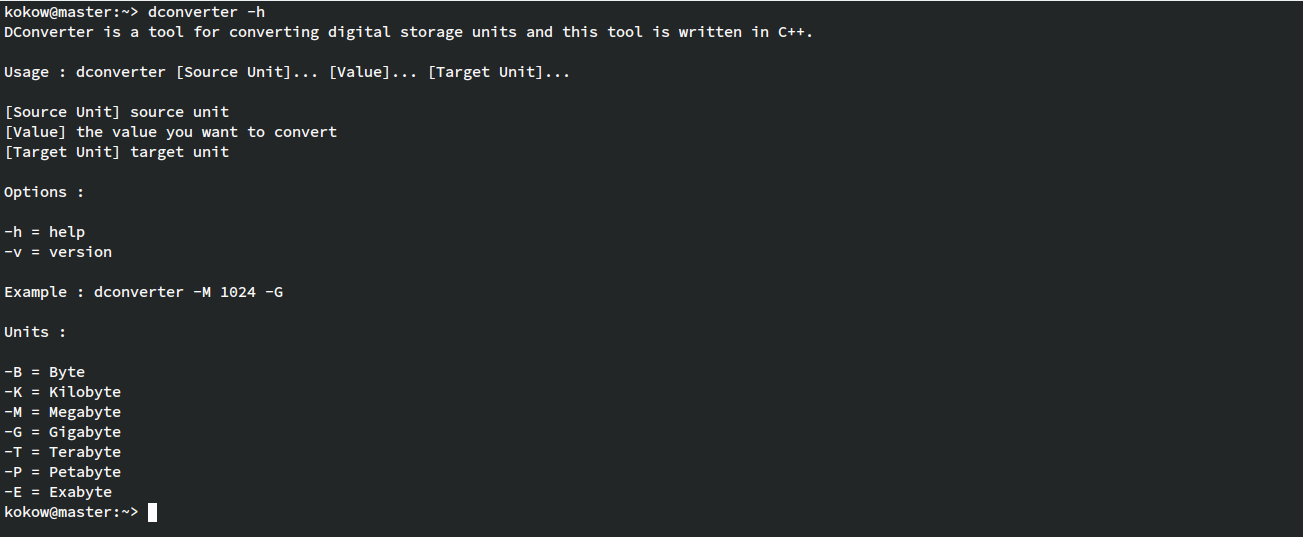 kokow@master:~> dconverter -h
DConverter is a tool for converting digital storage units and this tool is written in C++.
Usage : dconverter [Source Unit]... [Value]... [Target Unit]...
[Source Unit] source unit
[Value] the value you want to convert
[Target Unit] target unit
Options :
-h = help
-v = version
Example : dconverter -M 1024 -G
Units :
-B = Byte
-K = Kilobyte
-M = Megabyte
-G = Gigabyte
-T = Terabyte
-P = Petabyte
-E = Exabyte
kokow@master:~>